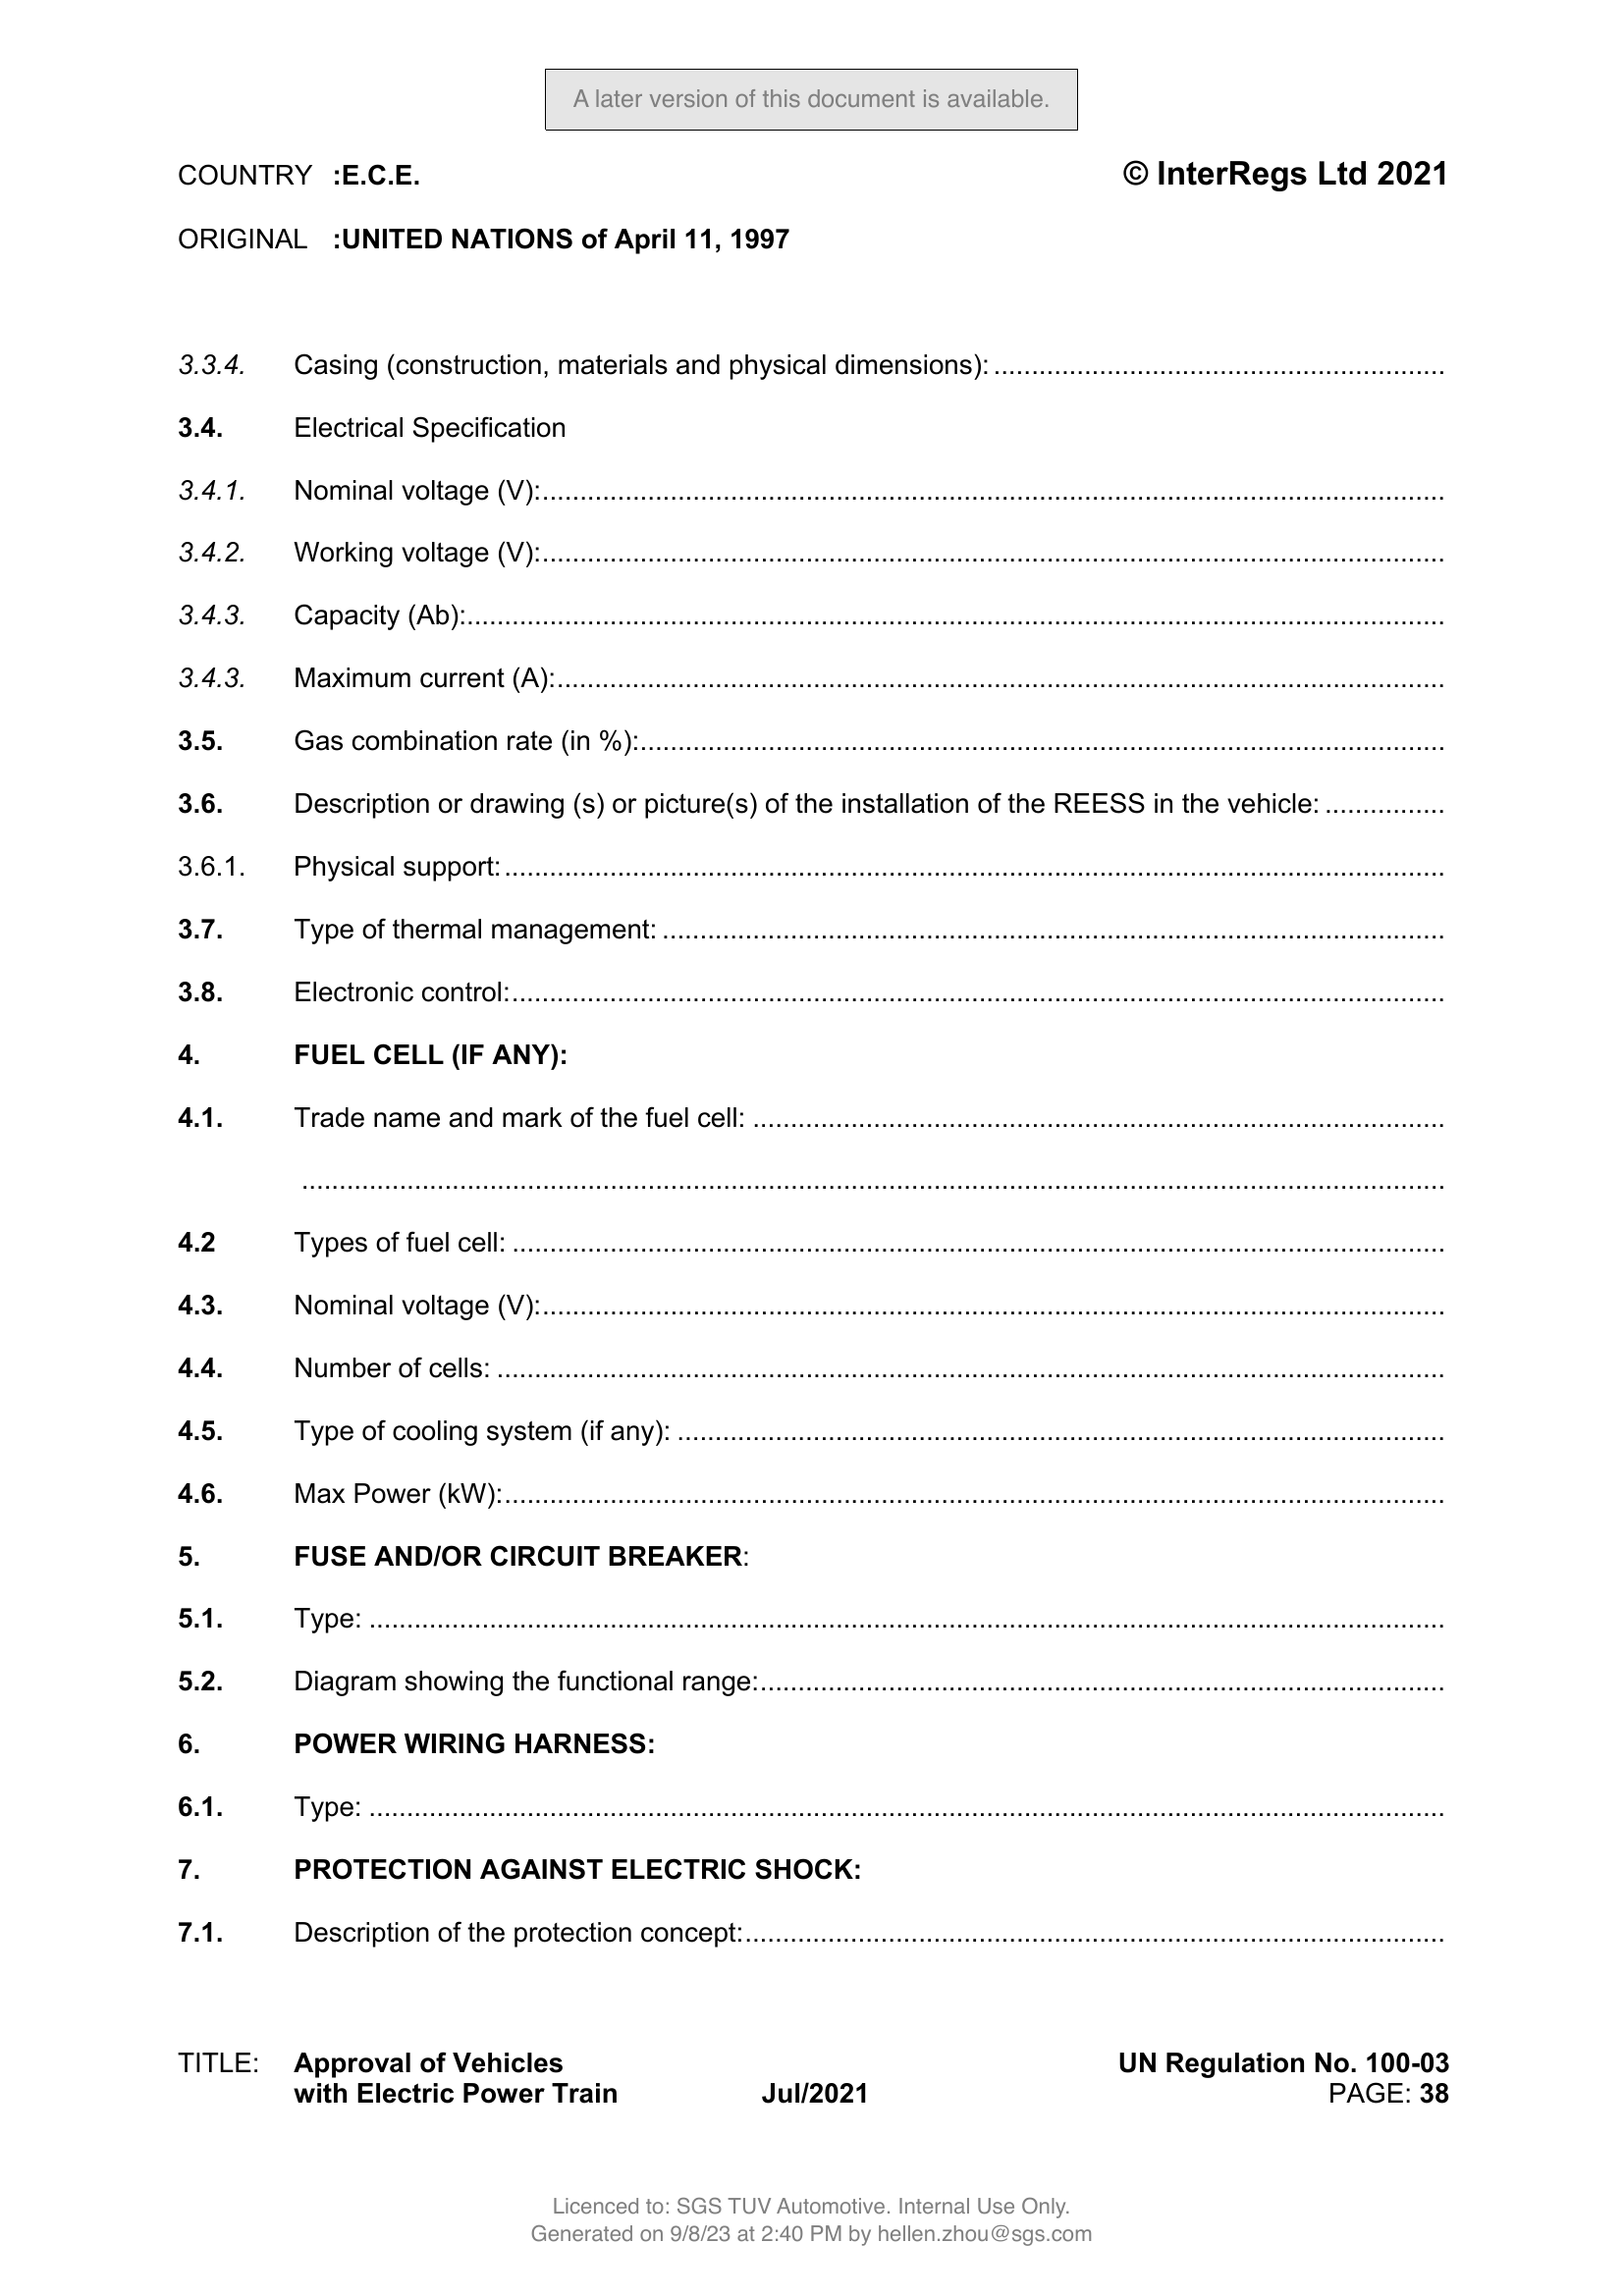 A later version of this document is available.
COUNTRY :E.C.E. © InterRegs Ltd 2021
ORIGINAL :UNITED NATIONS of April 11, 1997
3.3.4. Casing (construction, materials and physical dimensions): ............................................................
3.4. Electrical Specification
3.4.1. Nominal voltage (V):........................................................................................................................
3.4.2. Working voltage (V):........................................................................................................................
3.4.3. Capacity (Ab):..................................................................................................................................
3.4.3. Maximum current (A):......................................................................................................................
3.5. Gas combination rate (in %):...........................................................................................................
3.6. Description or drawing (s) or picture(s) of the installation of the REESS in the vehicle: ................
3.6.1. Physical support:.............................................................................................................................
3.7. Type of thermal management: ........................................................................................................
3.8. Electronic control:............................................................................................................................
4. FUEL CELL (IF ANY):
4.1. Trade name and mark of the fuel cell: ............................................................................................
........................................................................................................................................................
4.2 Types of fuel cell: ............................................................................................................................
4.3. Nominal voltage (V):........................................................................................................................
4.4. Number of cells: ..............................................................................................................................
4.5. Type of cooling system (if any): ......................................................................................................
4.6. Max Power (kW):.............................................................................................................................
5. FUSE AND/OR CIRCUIT BREAKER:
5.1. Type: ...............................................................................................................................................
5.2. Diagram showing the functional range:...........................................................................................
6. POWER WIRING HARNESS:
6.1. Type: ...............................................................................................................................................
7. PROTECTION AGAINST ELECTRIC SHOCK:
7.1. Description of the protection concept:.............................................................................................
TITLE: Approval of Vehicles UN Regulation No. 100-03
with Electric Power Train Jul/2021 PAGE: 38
Licenced to: SGS TUV Automotive. Internal Use Only.
Generated on 9/8/23 at 2:40 PM by hellen.zhou@sgs.com